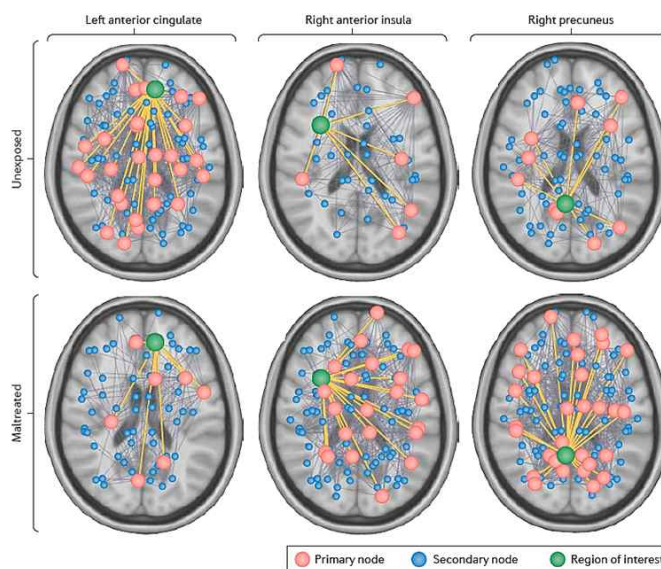 Left anterior cingulate
Right anterior insula
Right precuneus
Unexposed
Maltreated
Primary node
Secondary node
Region of interest